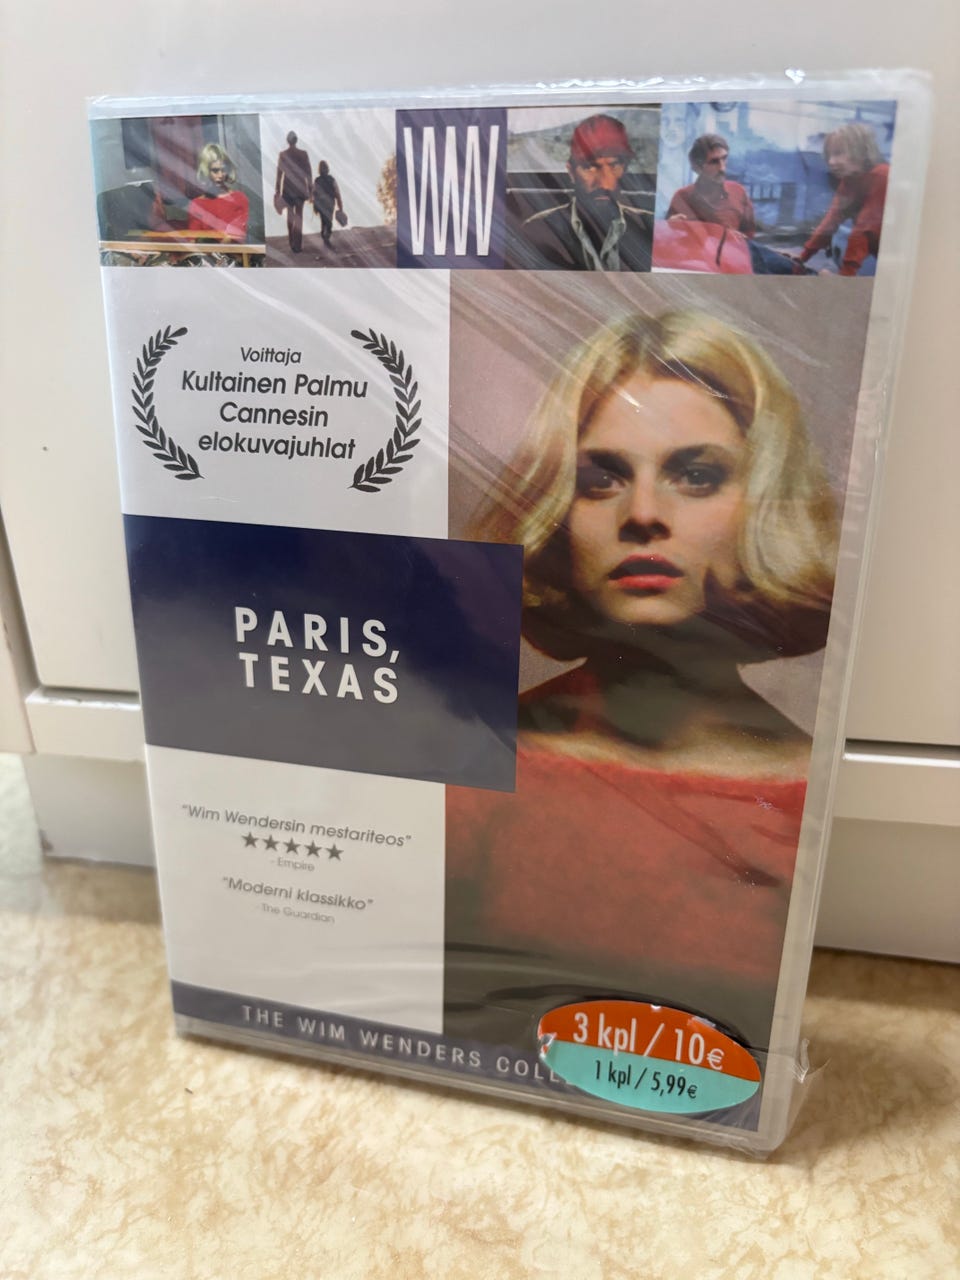 WW
Voittaja
Kultainen Palmu
Cannesin
elokuvajuhlat
PARIS,
TEXAS
"Wim Wendersin mestariteos"
★★★★★
- Empire
"Moderni klassikko"
- The Guardian
THE WIM WENDERS COLL
3 kpl / 10€
1 kpl / 5,99€